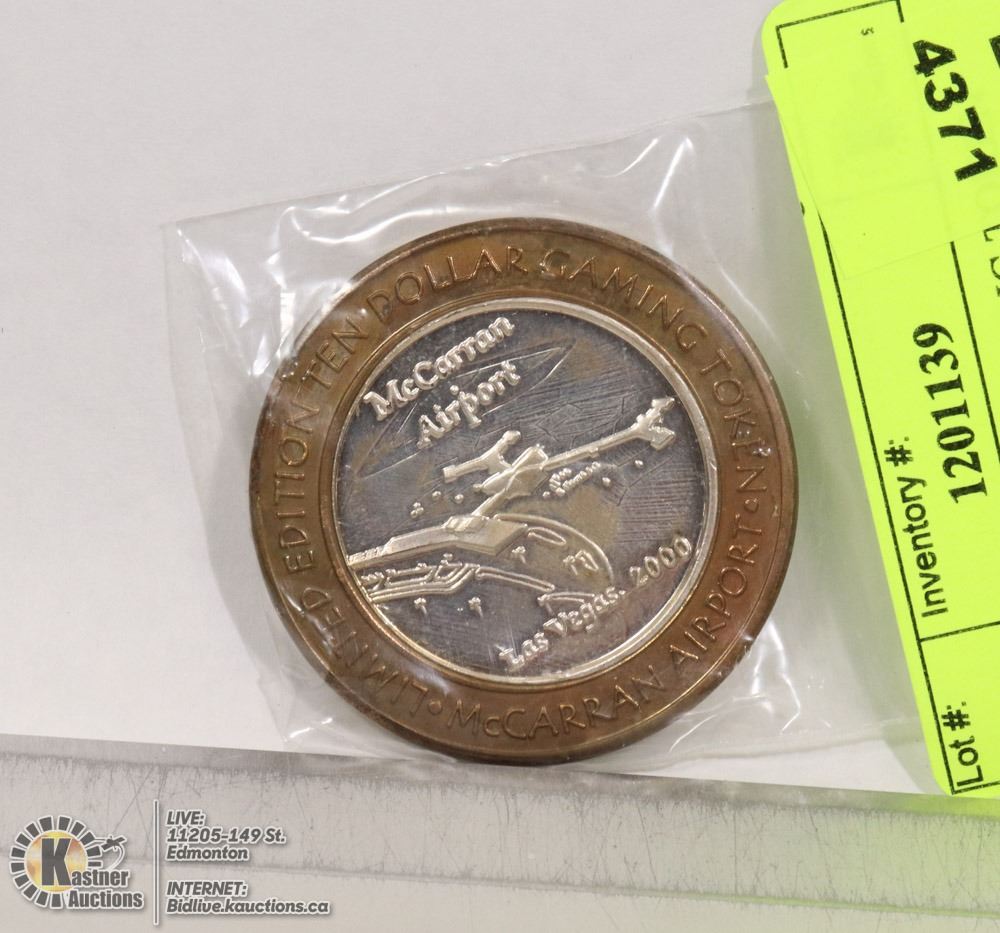 LIMITED EDITION TEN DOLLAR GAMING TOKEN
• McCARRAN AIRPORT •
McCarran
Airport
Las Vegas, 2000
Lot #:
Inventory #:
1201139
1734
Kastner
Auctions
LIVE:
11205-149 St.
Edmonton
INTERNET:
Bidlive.kauctions.ca